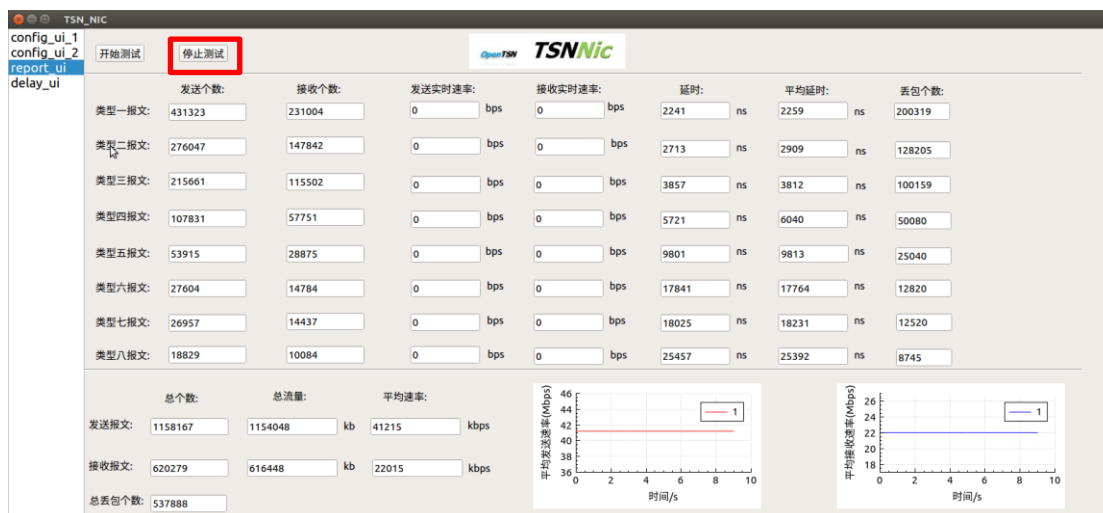 TSN_NIC
config_ui_1
config_ui_2
report_ui
delay_ui
开始测试 停止测试 OpenTSN TSNNic
发送个数: 接收个数: 发送实时速率: 接收实时速率: 延时: 平均延时: 丢包个数:
类型一报文: 431323 231004 0 bps 0 bps 2241 ns 2259 ns 200319
类型二报文: 276047 147842 0 bps 0 bps 2713 ns 2909 ns 128205
类型三报文: 215661 115502 0 bps 0 bps 3857 ns 3812 ns 100159
类型四报文: 107831 57751 0 bps 0 bps 5721 ns 6040 ns 50080
类型五报文: 53915 28875 0 bps 0 bps 9801 ns 9813 ns 25040
类型六报文: 27604 14784 0 bps 0 bps 17841 ns 17764 ns 12820
类型七报文: 26957 14437 0 bps 0 bps 18025 ns 18231 ns 12520
类型八报文: 18829 10084 0 bps 0 bps 25457 ns 25392 ns 8745
总个数: 总流量: 平均速率:
发送报文: 1158167 1154048 kb 41215 kbps
接收报文: 620279 616448 kb 22015 kbps
总丢包个数: 537888
平均发送速率(Mbps)
46
44
42
40
38
36
1
0 2 4 6 8 10
时间/s
平均接收速率(Mbps)
26
24
22
20
18
1
0 2 4 6 8 10
时间/s